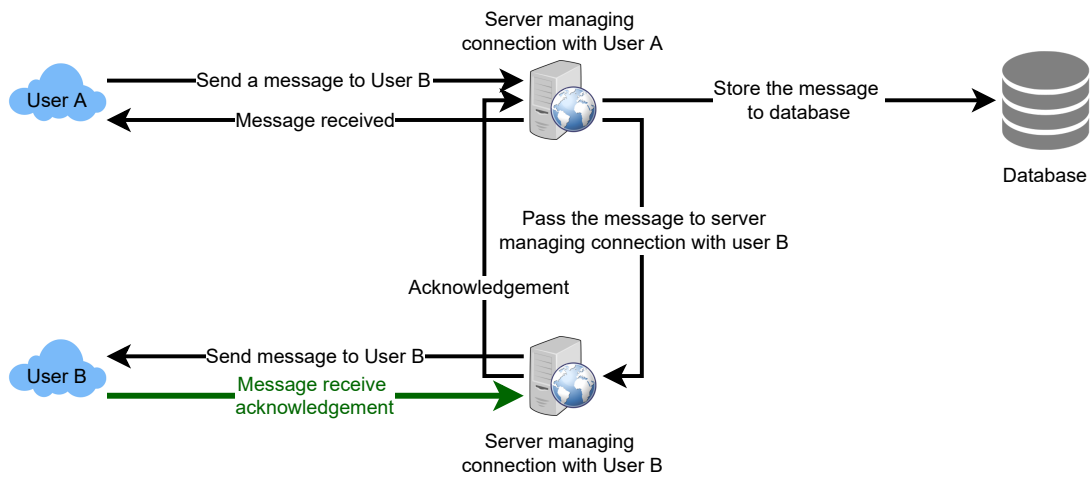 Server managing
connection with User A
User A
Send a message to User B
Message received
Store the message
to database
Database
Pass the message to server
managing connection with user B
Acknowledgement
User B
Send message to User B
Message receive
acknowledgement
Server managing
connection with User B